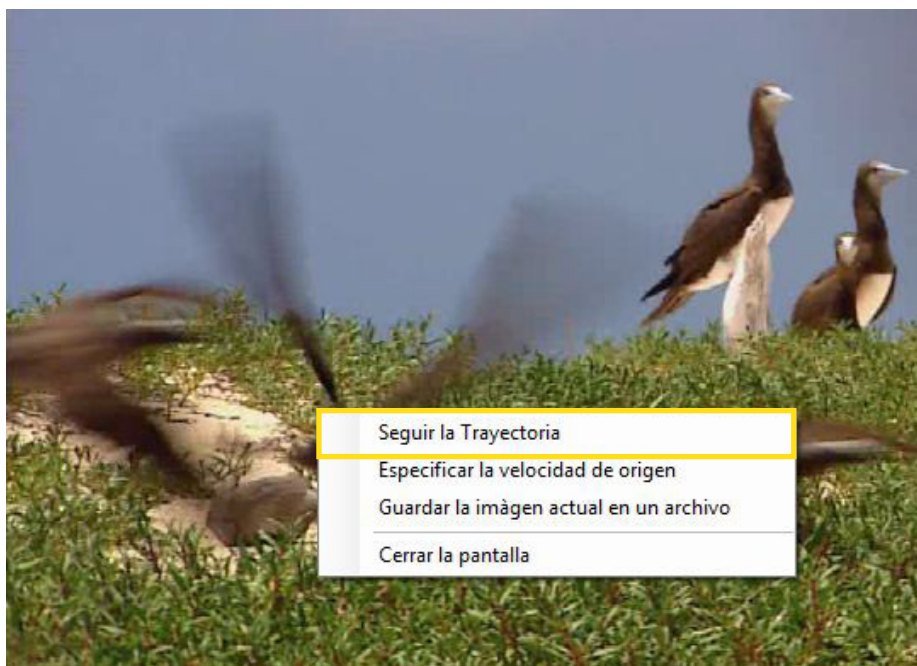 Seguir la Trayectoria
Especificar la velocidad de origen
Guardar la imàgen actual en un archivo
Cerrar la pantalla